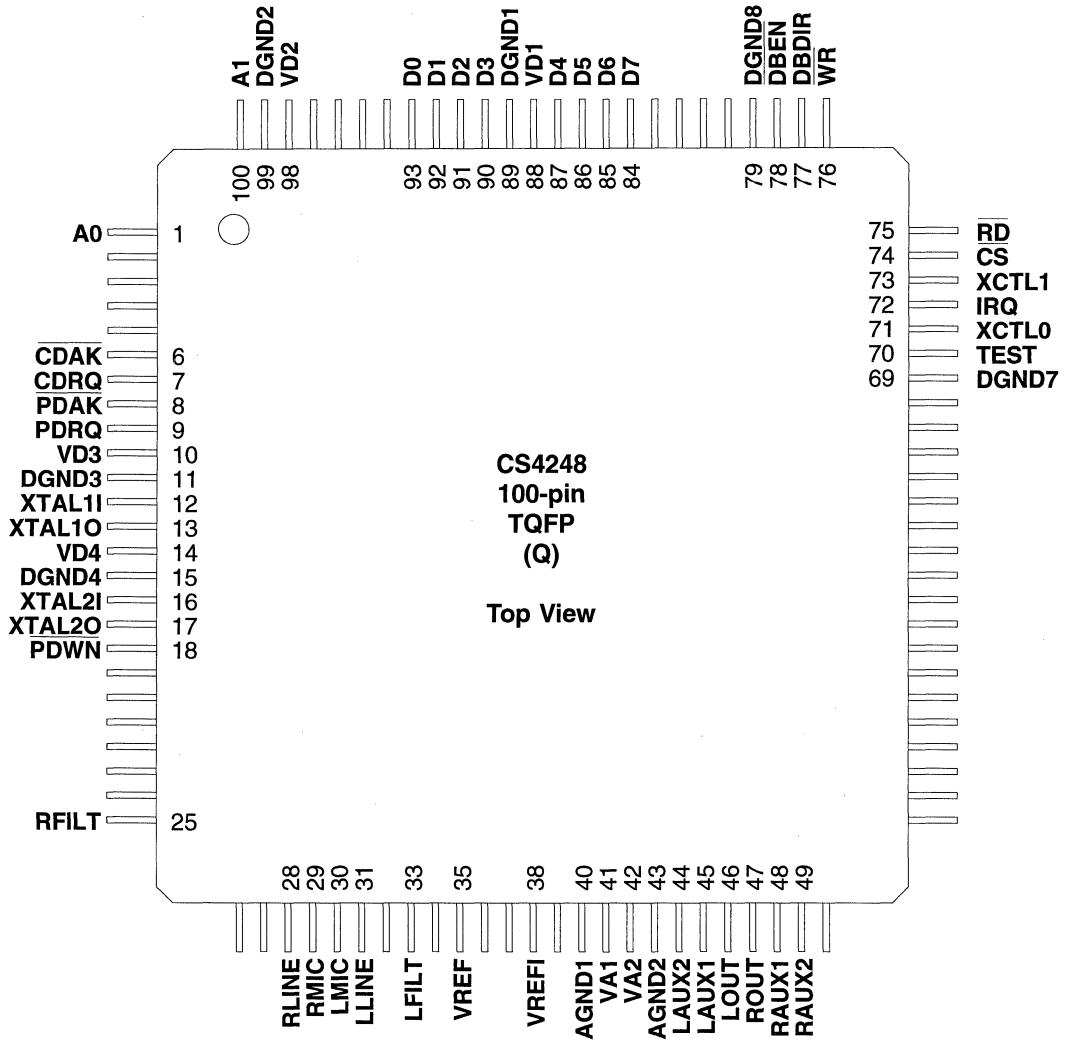 A1 DGND2 VD2 D0 D1 D2 D3 DGND1 VD1 D4 D5 D6 D7 DGND8 DBEN DBDIR WR
100 99 98 93 92 91 90 89 88 87 86 85 84 79 78 77 76
A0 1
CDAK 6
CDRQ 7
PDAK 8
PDRQ 9
VD3 10
DGND3 11
XTAL1I 12
XTAL1O 13
VD4 14
DGND4 15
XTAL2I 16
XTAL2O 17
PDWN 18
RFILT 25
CS4248
100-pin
TQFP
(Q)
Top View
75 RD
74 CS
73 XCTL1
72 IRQ
71 XCTL0
70 TEST
69 DGND7
28 29 30 31 33 35 38 40 41 42 43 44 45 46 47 48 49
RLINE RMIC LMIC LLINE LFILT VREF VREFI AGND1 VA1 VA2 AGND2 LAUX2 LAUX1 LOUT ROUT RAUX1 RAUX2